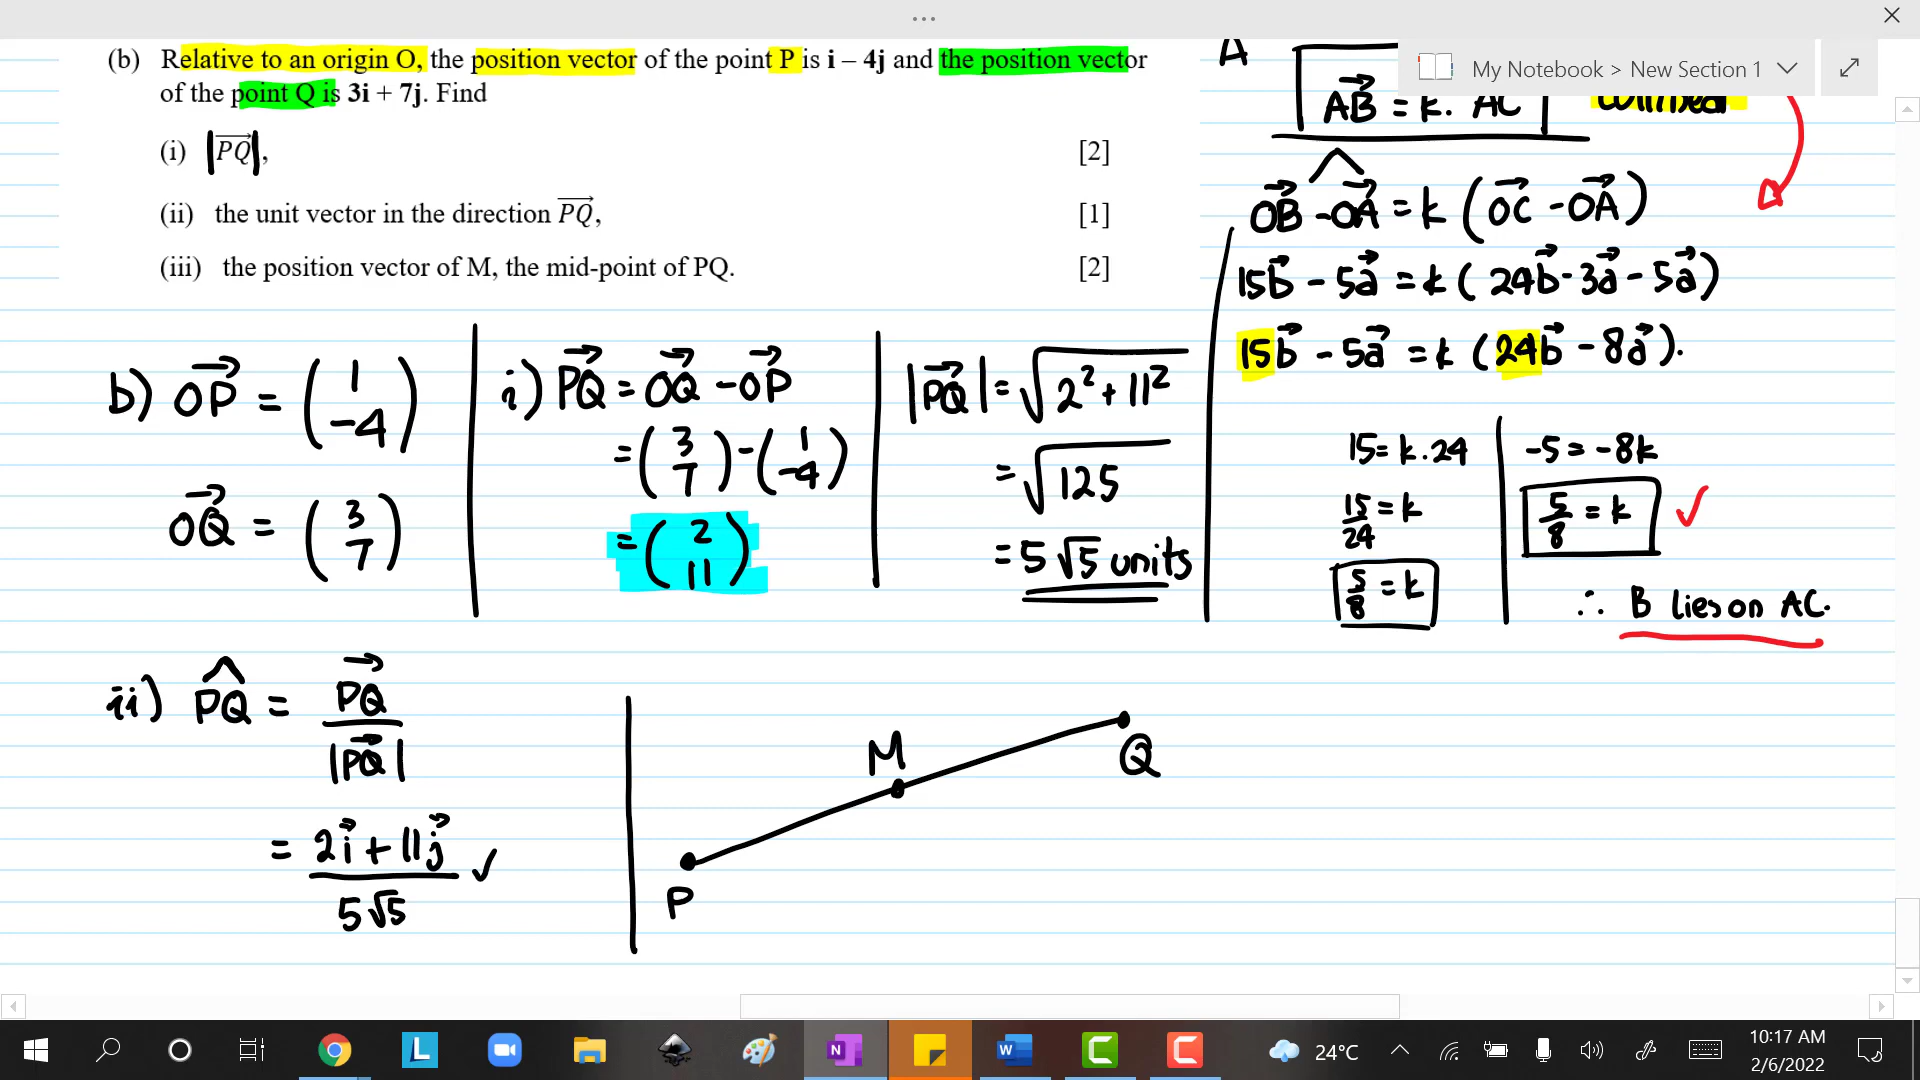 (b) Relative to an origin O, the position vector of the point P is i – 4j and the position vector
of the point Q is 3i + 7j. Find
(i) |PQ|, [2]
(ii) the unit vector in the direction PQ, [1]
(iii) the position vector of M, the mid-point of PQ. [2]
b) OP = (1 -4)
OQ = (3 7)
i) PQ = OQ - OP
= (3 7) - (1 -4)
= (2 11)
|PQ| = √2² + 11²
= √125
= 5√5 units
ii) PQ = PQ / |PQ|
= 2i + 11j / 5√5 ✓
M
Q
P
A
My Notebook > New Section 1
AB = k. AC
OB - OA = k (OC - OA)
15b - 5a = k (24b - 3a - 5a)
15b - 5a = k (24b - 8a).
15 = k.24
15/24 = k
5/8 = k
-5 = -8k
5/8 = k ✓
∴ B lies on AC.
24°C
10:17 AM
2/6/2022